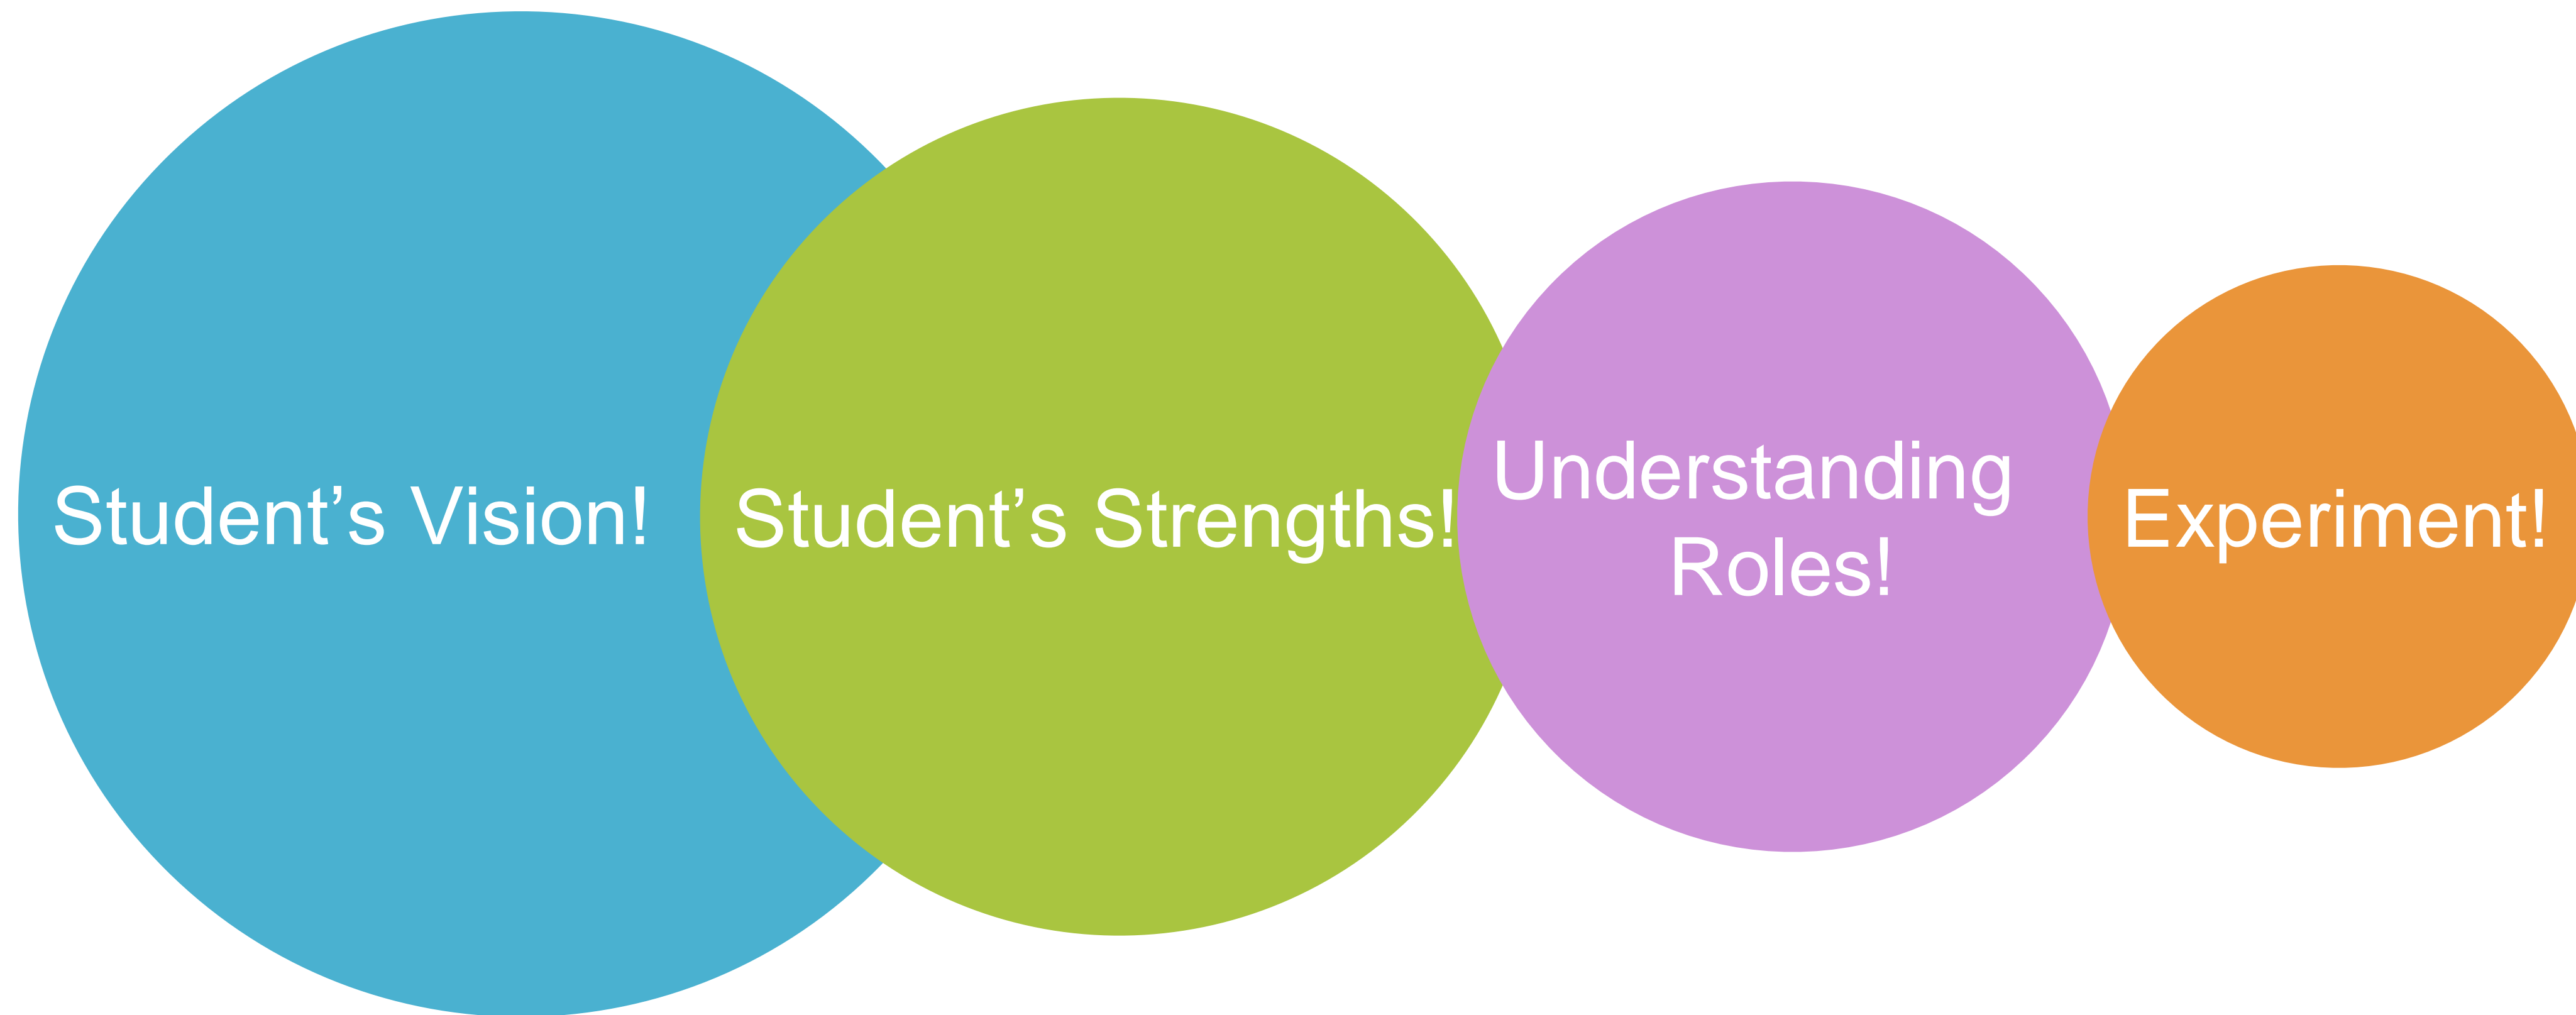 Student’s Vision!
Student’s Strengths!
Understanding
Roles!
Experiment!